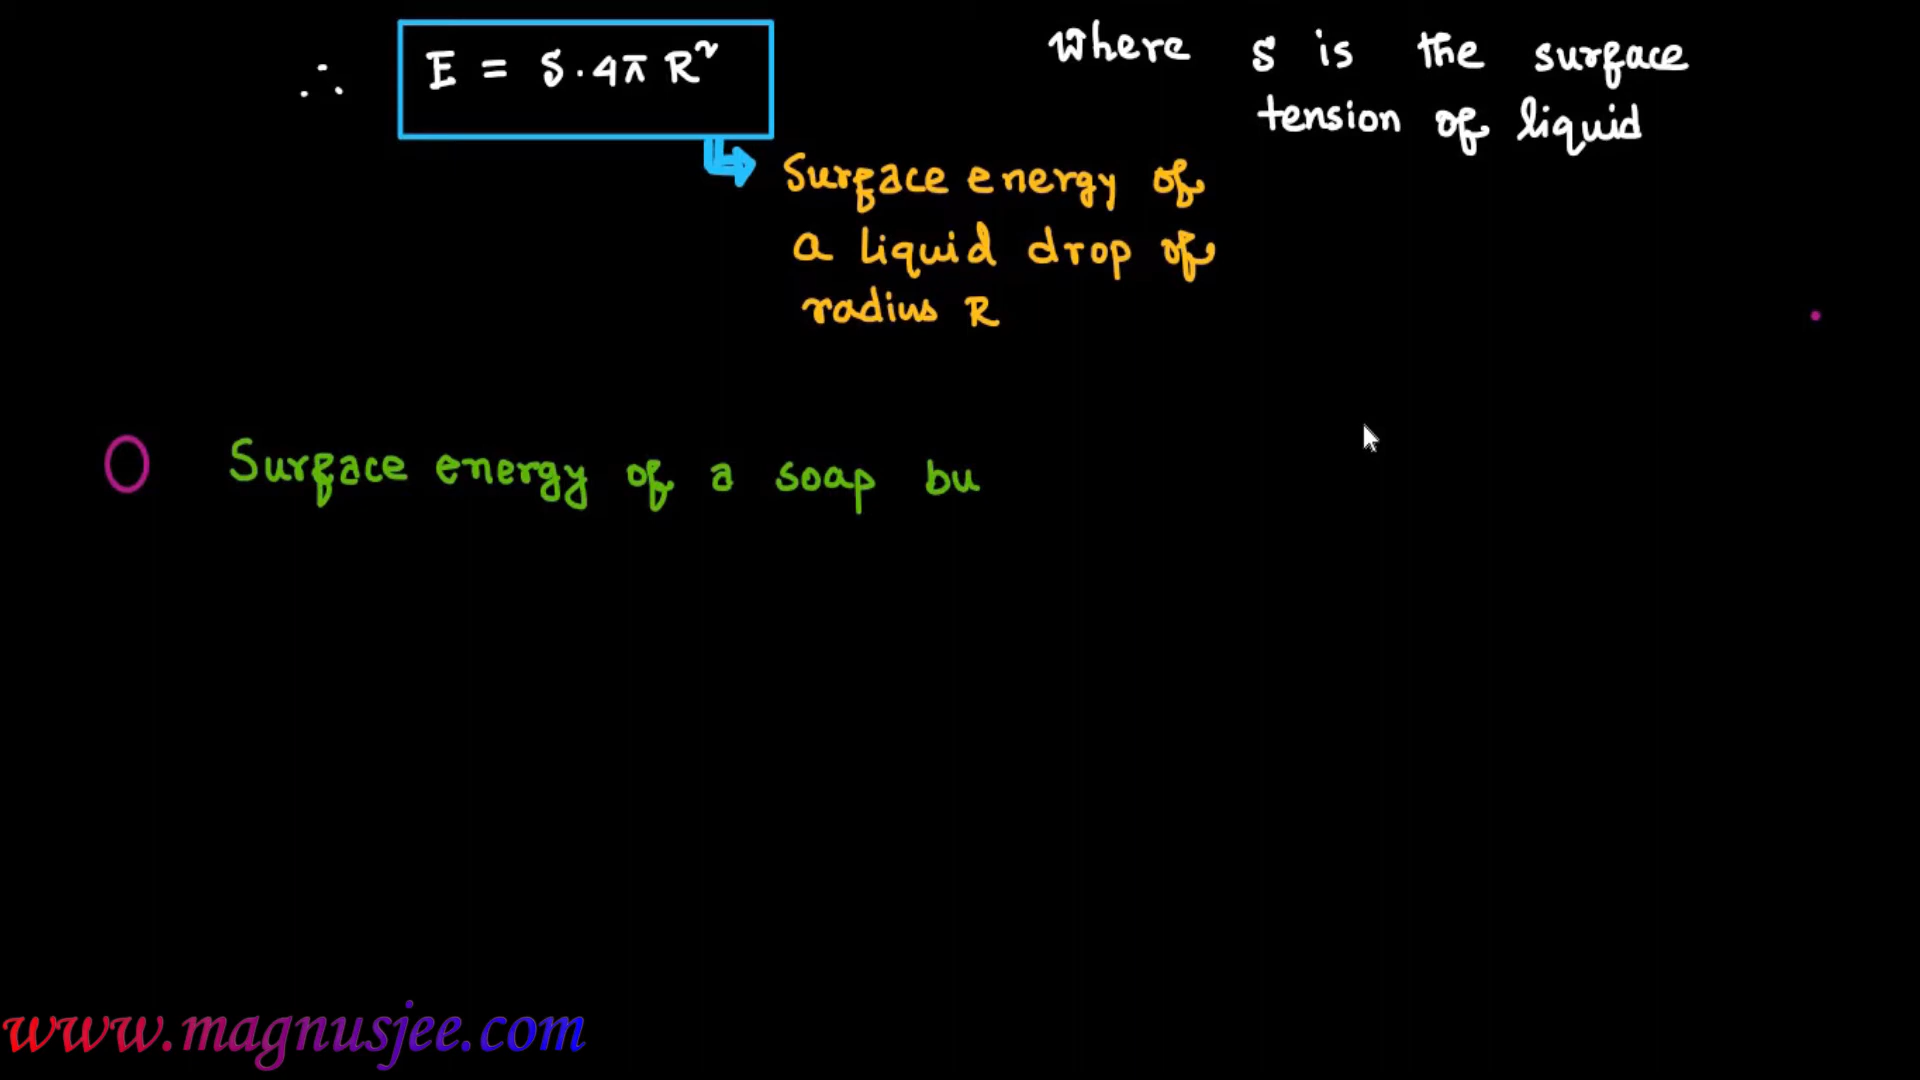 ∴ E = S.4π R²
where S is the surface
tension of liquid
Surface energy of
a liquid drop of
radius R
Surface energy of a soap bu
www.magnusjee.com